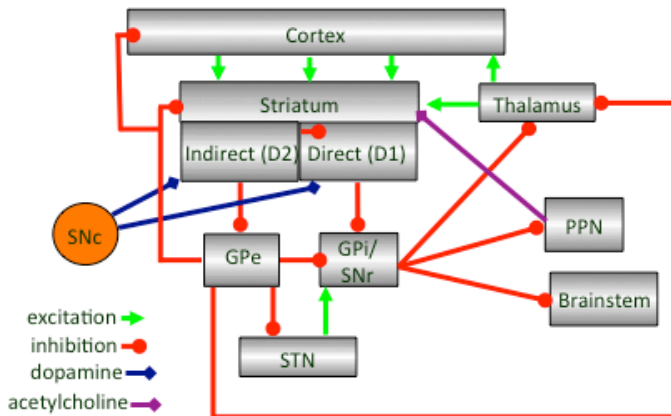 Cortex
Striatum
Thalamus
Indirect (D2)
Direct (D1)
SNc
GPe
GPi/
SNr
PPN
Brainstem
STN
excitation
inhibition
dopamine
acetylcholine